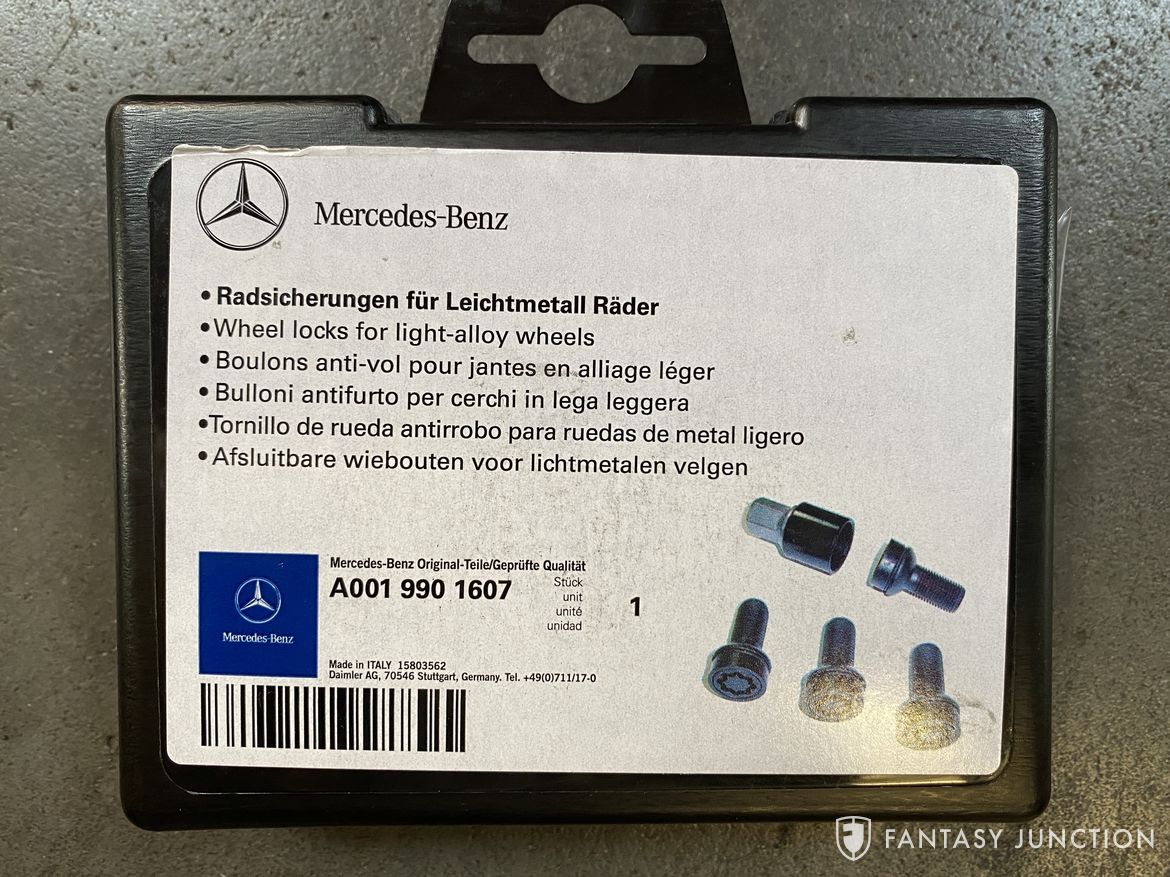 Mercedes-Benz
• Radsicherungen für Leichtmetall Räder
• Wheel locks for light-alloy wheels
• Boulons anti-vol pour jantes en alliage léger
• Bulloni antifurto per cerchi in lega leggera
• Tornillo de rueda antirrobo para ruedas de metal ligero
• Afsluitbare wiebouten voor lichtmetalen velgen
Mercedes-Benz Original-Teile/Geprüfte Qualität
A001 990 1607
Stück
unit
unité
unidad
1
Mercedes-Benz
Made in ITALY 15803562
Daimler AG, 70546 Stuttgart, Germany. Tel. +49(0)711/17-0
FANTASY JUNCTION